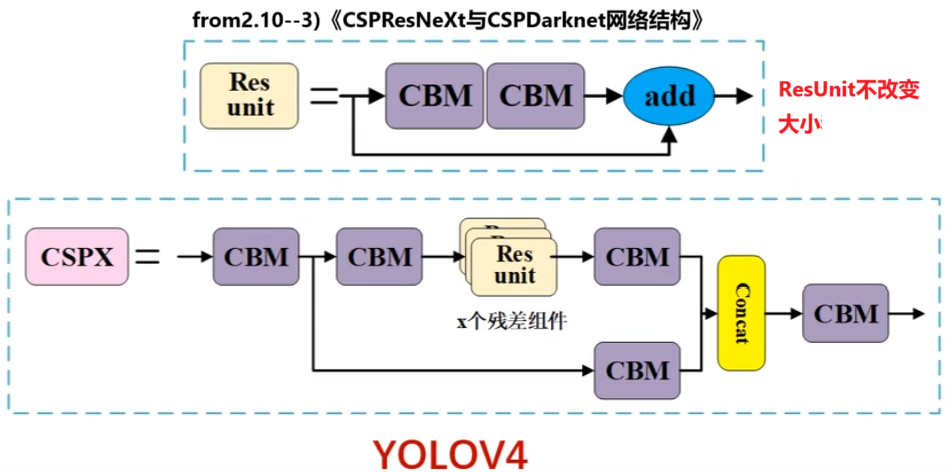 from2.10--3)《CSPResNeXt与CSPDarknet网络结构》
Res
unit
CBM
CBM
add
ResUnit不改变
大小
CSPX
CBM
CBM
Res
unit
CBM
x个残差组件
CBM
Concat
CBM
YOLOV4